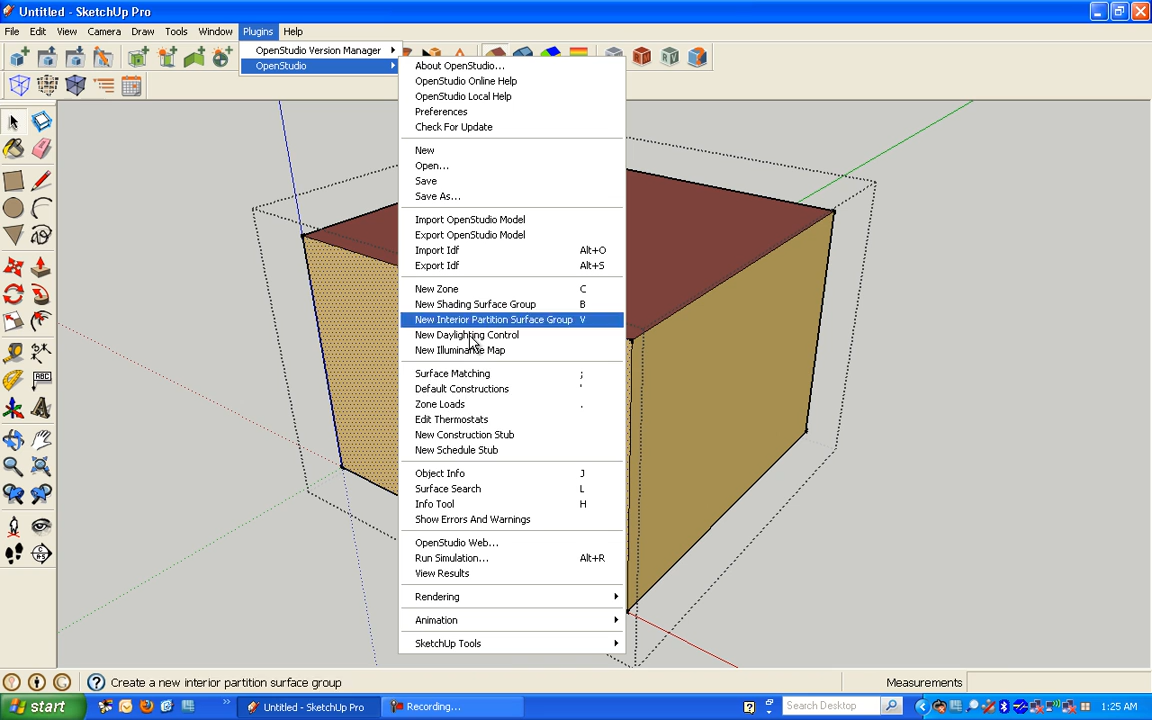 Untitled - SketchUp Pro
File Edit View Camera Draw Tools Window Plugins Help
OpenStudio Version Manager
OpenStudio
About OpenStudio...
OpenStudio Online Help
OpenStudio Local Help
Preferences
Check For Update
New
Open...
Save
Save As...
Import OpenStudio Model
Export OpenStudio Model
Import Idf Alt+O
Export Idf Alt+S
New Zone C
New Shading Surface Group B
New Interior Partition Surface Group V
New Daylighting Control
New Illuminance Map
Surface Matching ;
Default Constructions '
Zone Loads .
Edit Thermostats
New Construction Stub
New Schedule Stub
Object Info J
Surface Search L
Info Tool H
Show Errors And Warnings
OpenStudio Web...
Run Simulation... Alt+R
View Results
Rendering
Animation
SketchUp Tools
ABC
A
Create a new interior partition surface group
Measurements
start
Untitled - SketchUp Pro
Recording...
Search Desktop
1:25 AM